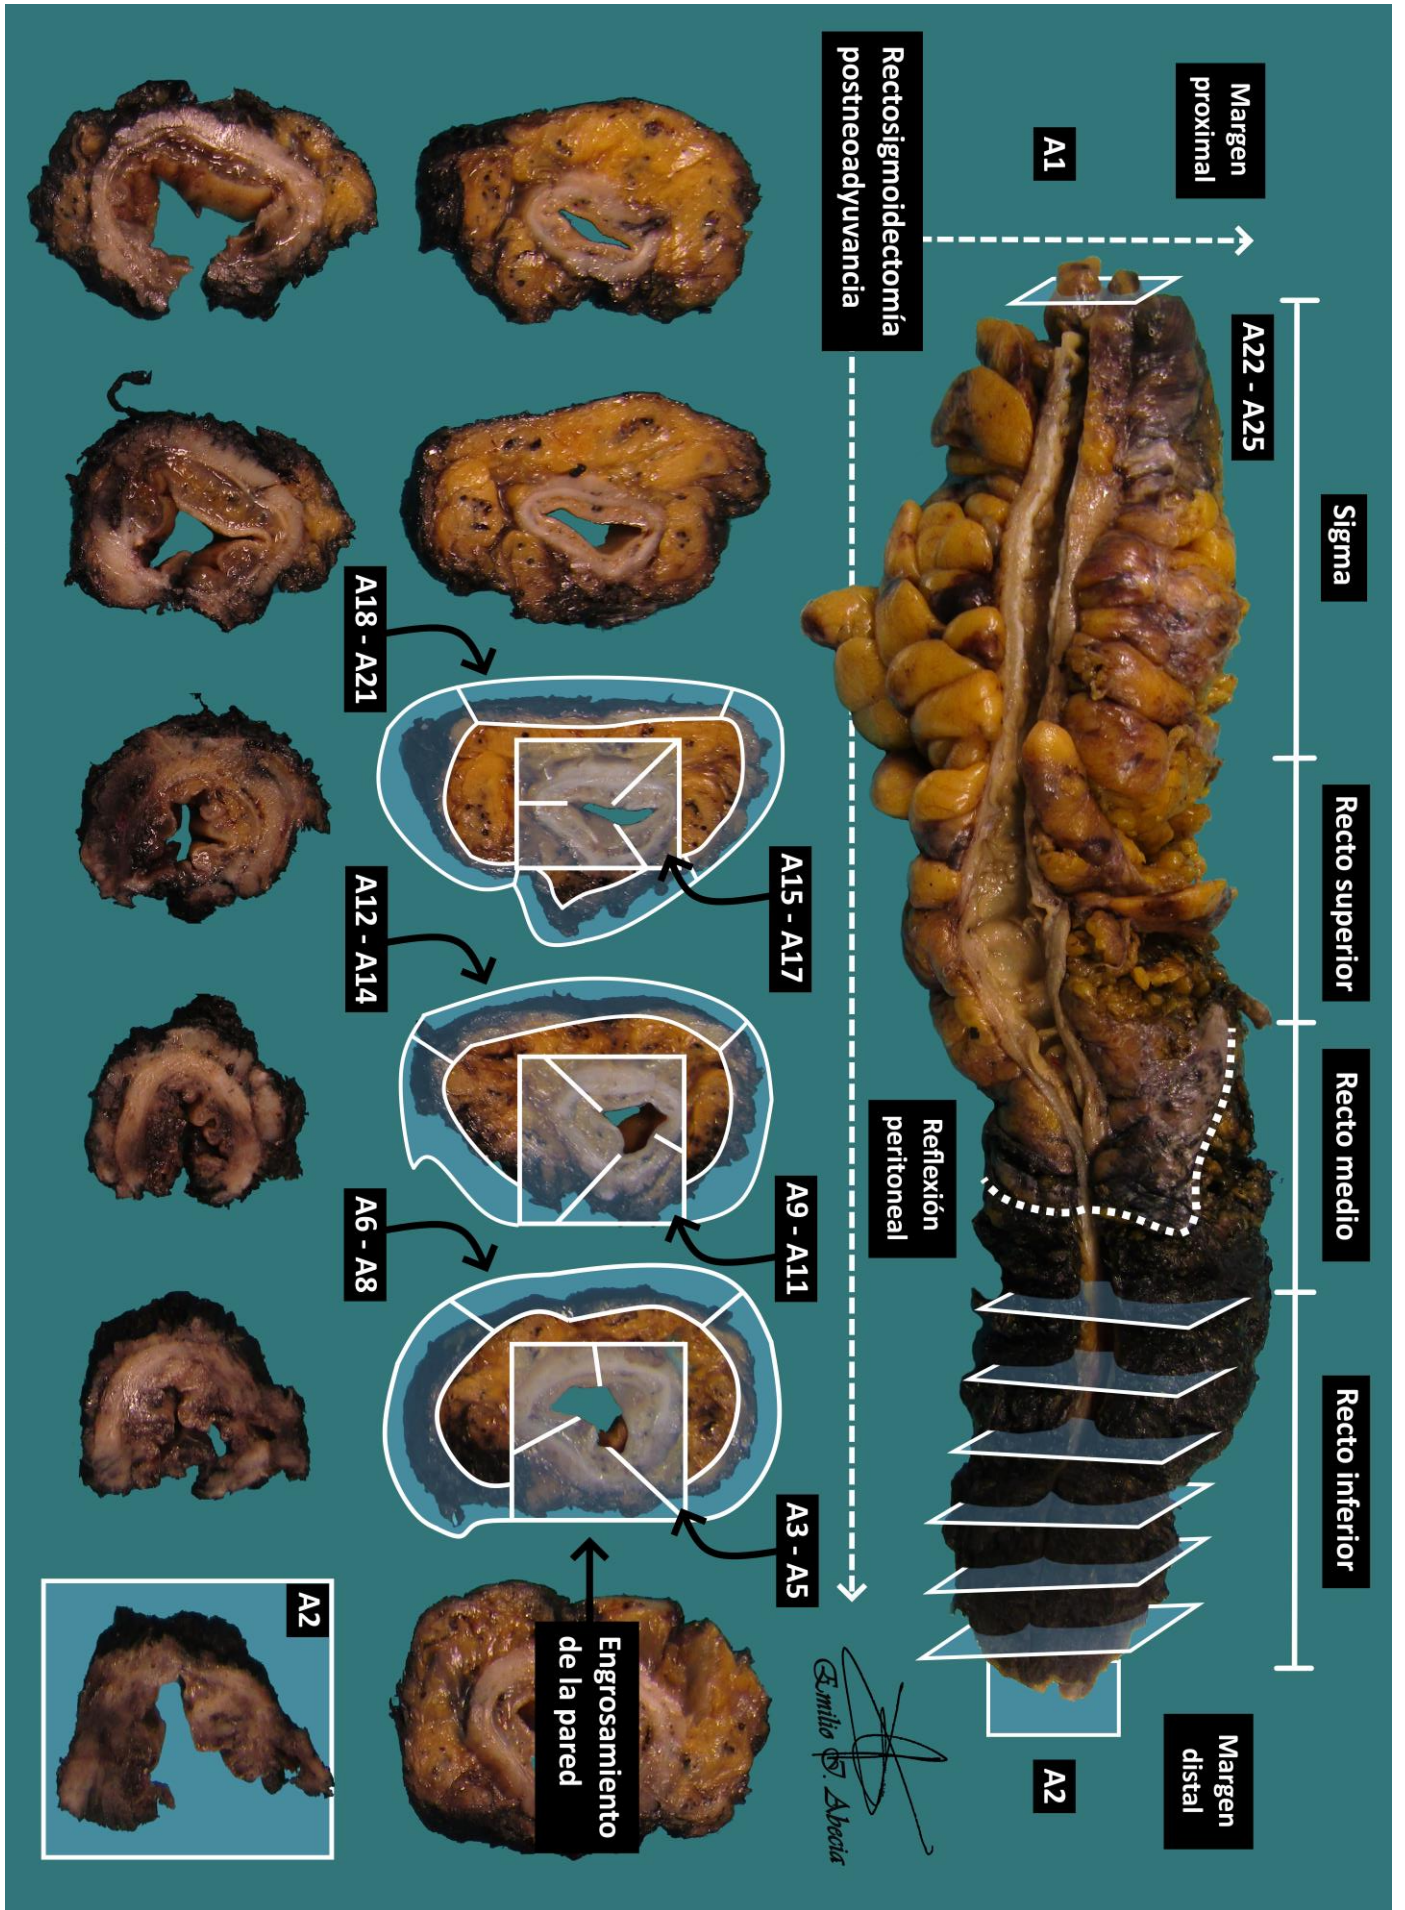 Margen
proximal
Sigma
Recto superior
Recto medio
Recto inferior
Margen
distal
A1
A22 - A25
A2
Rectosigmoidectomía
postneoadyuvancia
Reflexión
peritoneal
Emilio J. Abecia
A15 - A17
A9 - A11
A3 - A5
Engrosamiento
de la pared
A18 - A21
A12 - A14
A6 - A8
A2